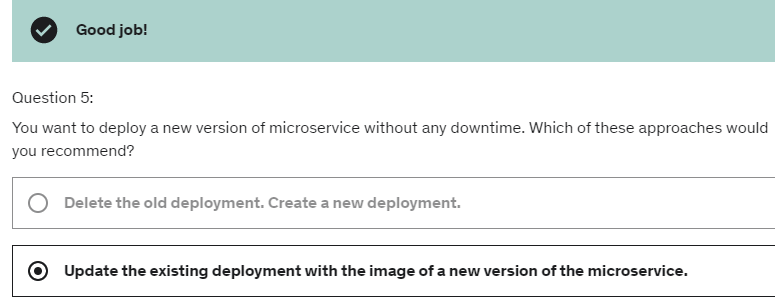 Good job!
Question 5:
You want to deploy a new version of microservice without any downtime. Which of these approaches would
you recommend?
Delete the old deployment. Create a new deployment.
Update the existing deployment with the image of a new version of the microservice.